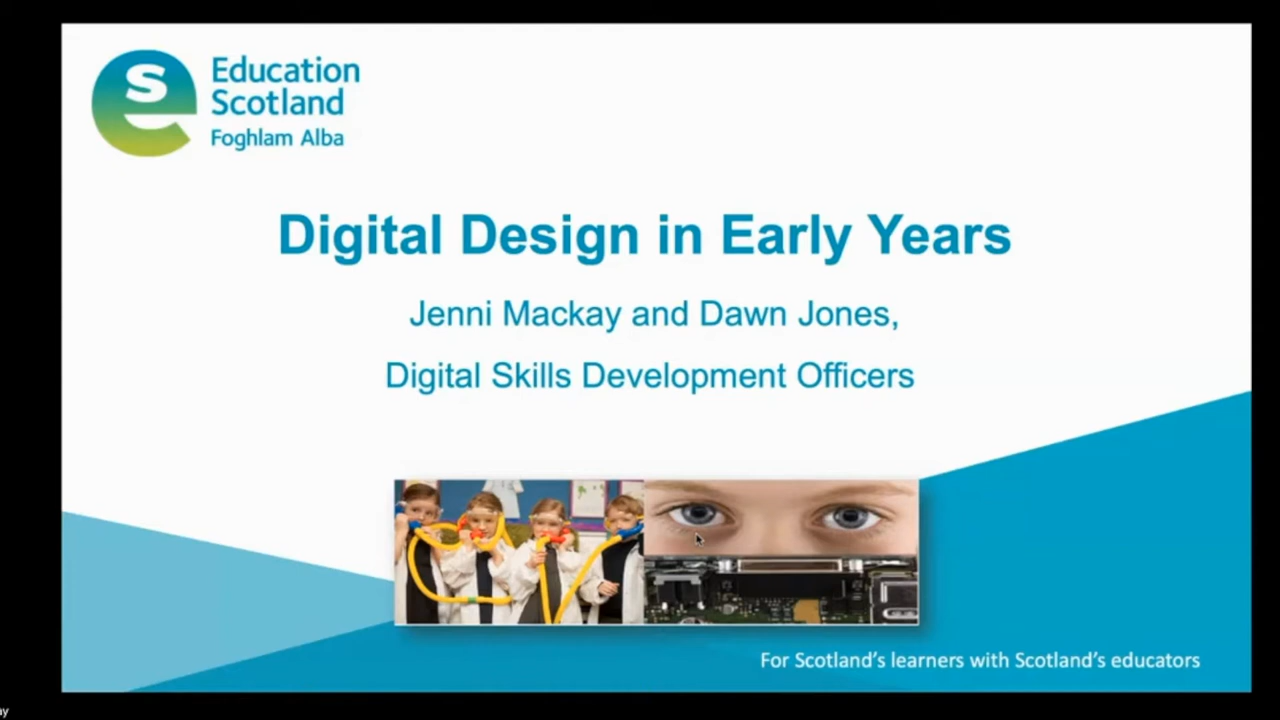 Education
Scotland
Foghlam Alba
Digital Design in Early Years
Jenni Mackay and Dawn Jones,
Digital Skills Development Officers
For Scotland's learners with Scotland's educators